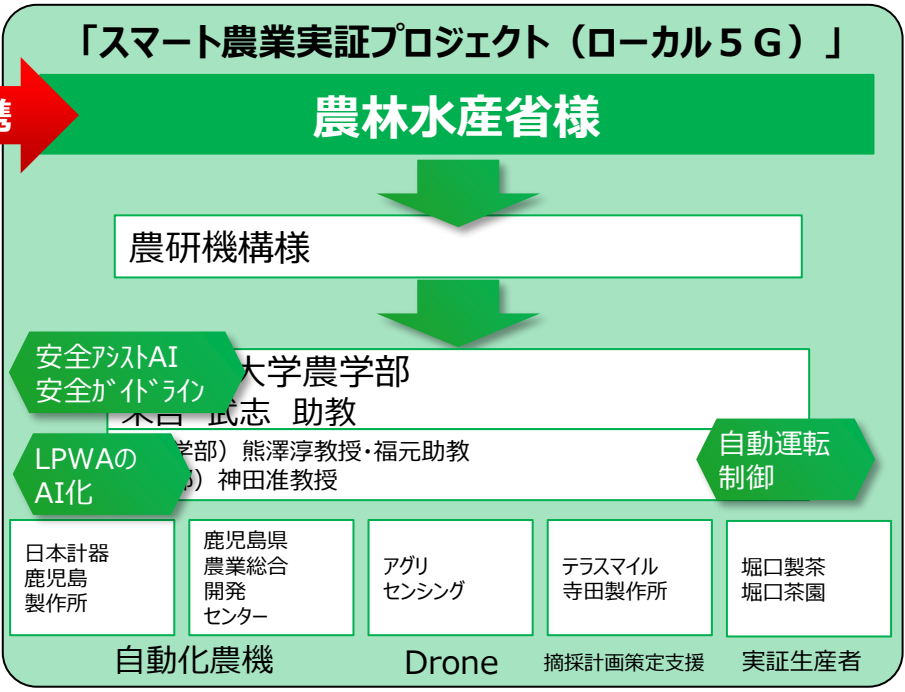 「スマート農業実証プロジェクト（ローカル５Ｇ）」
携
農林水産省様
農研機構様
安全ｱｼｽﾄAI
安全ｶﾞｲﾄﾞﾗｲﾝ
大学農学部
武志 助教
学部）熊澤淳教授・福元助教
部）神田准教授
LPWAの
AI化
自動運転
制御
日本計器
鹿児島
製作所
鹿児島県
農業総合
開発
センター
アグリ
センシング
テラスマイル
寺田製作所
堀口製茶
堀口茶園
自動化農機
Drone
摘採計画策定支援
実証生産者